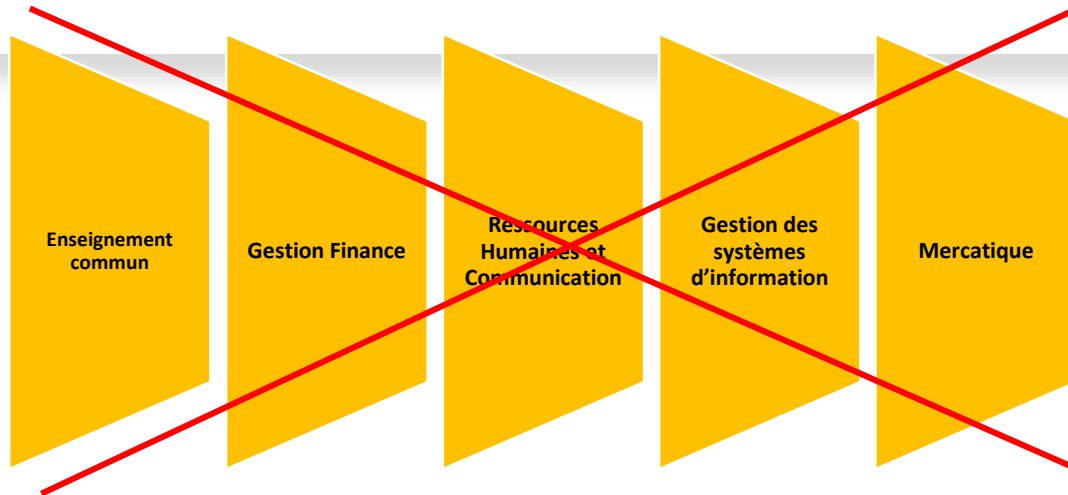 Enseignement
commun
Gestion Finance
Ressources
Humaines et
Communication
Gestion des
systèmes
d'information
Mercatique